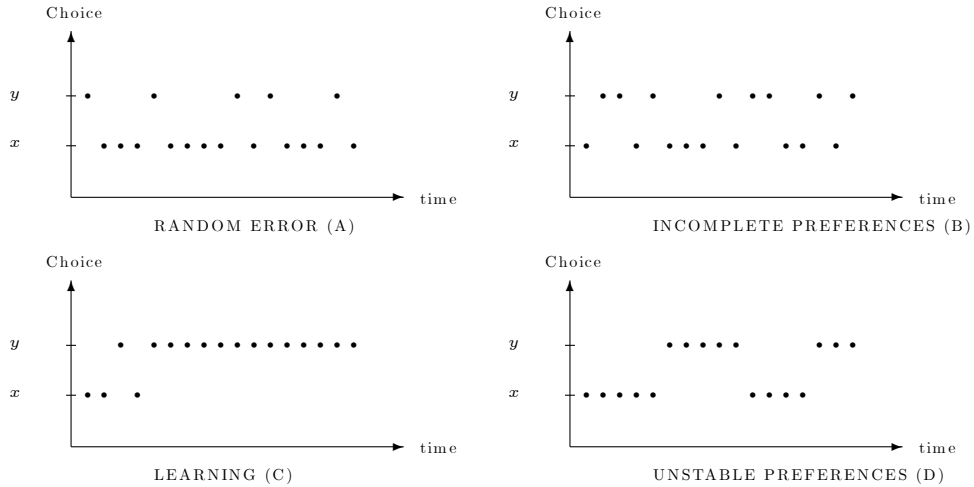 Choice
y
x
time
RANDOM ERROR (A)
Choice
y
x
time
INCOMPLETE PREFERENCES (B)
Choice
y
x
time
LEARNING (C)
Choice
y
x
time
UNSTABLE PREFERENCES (D)